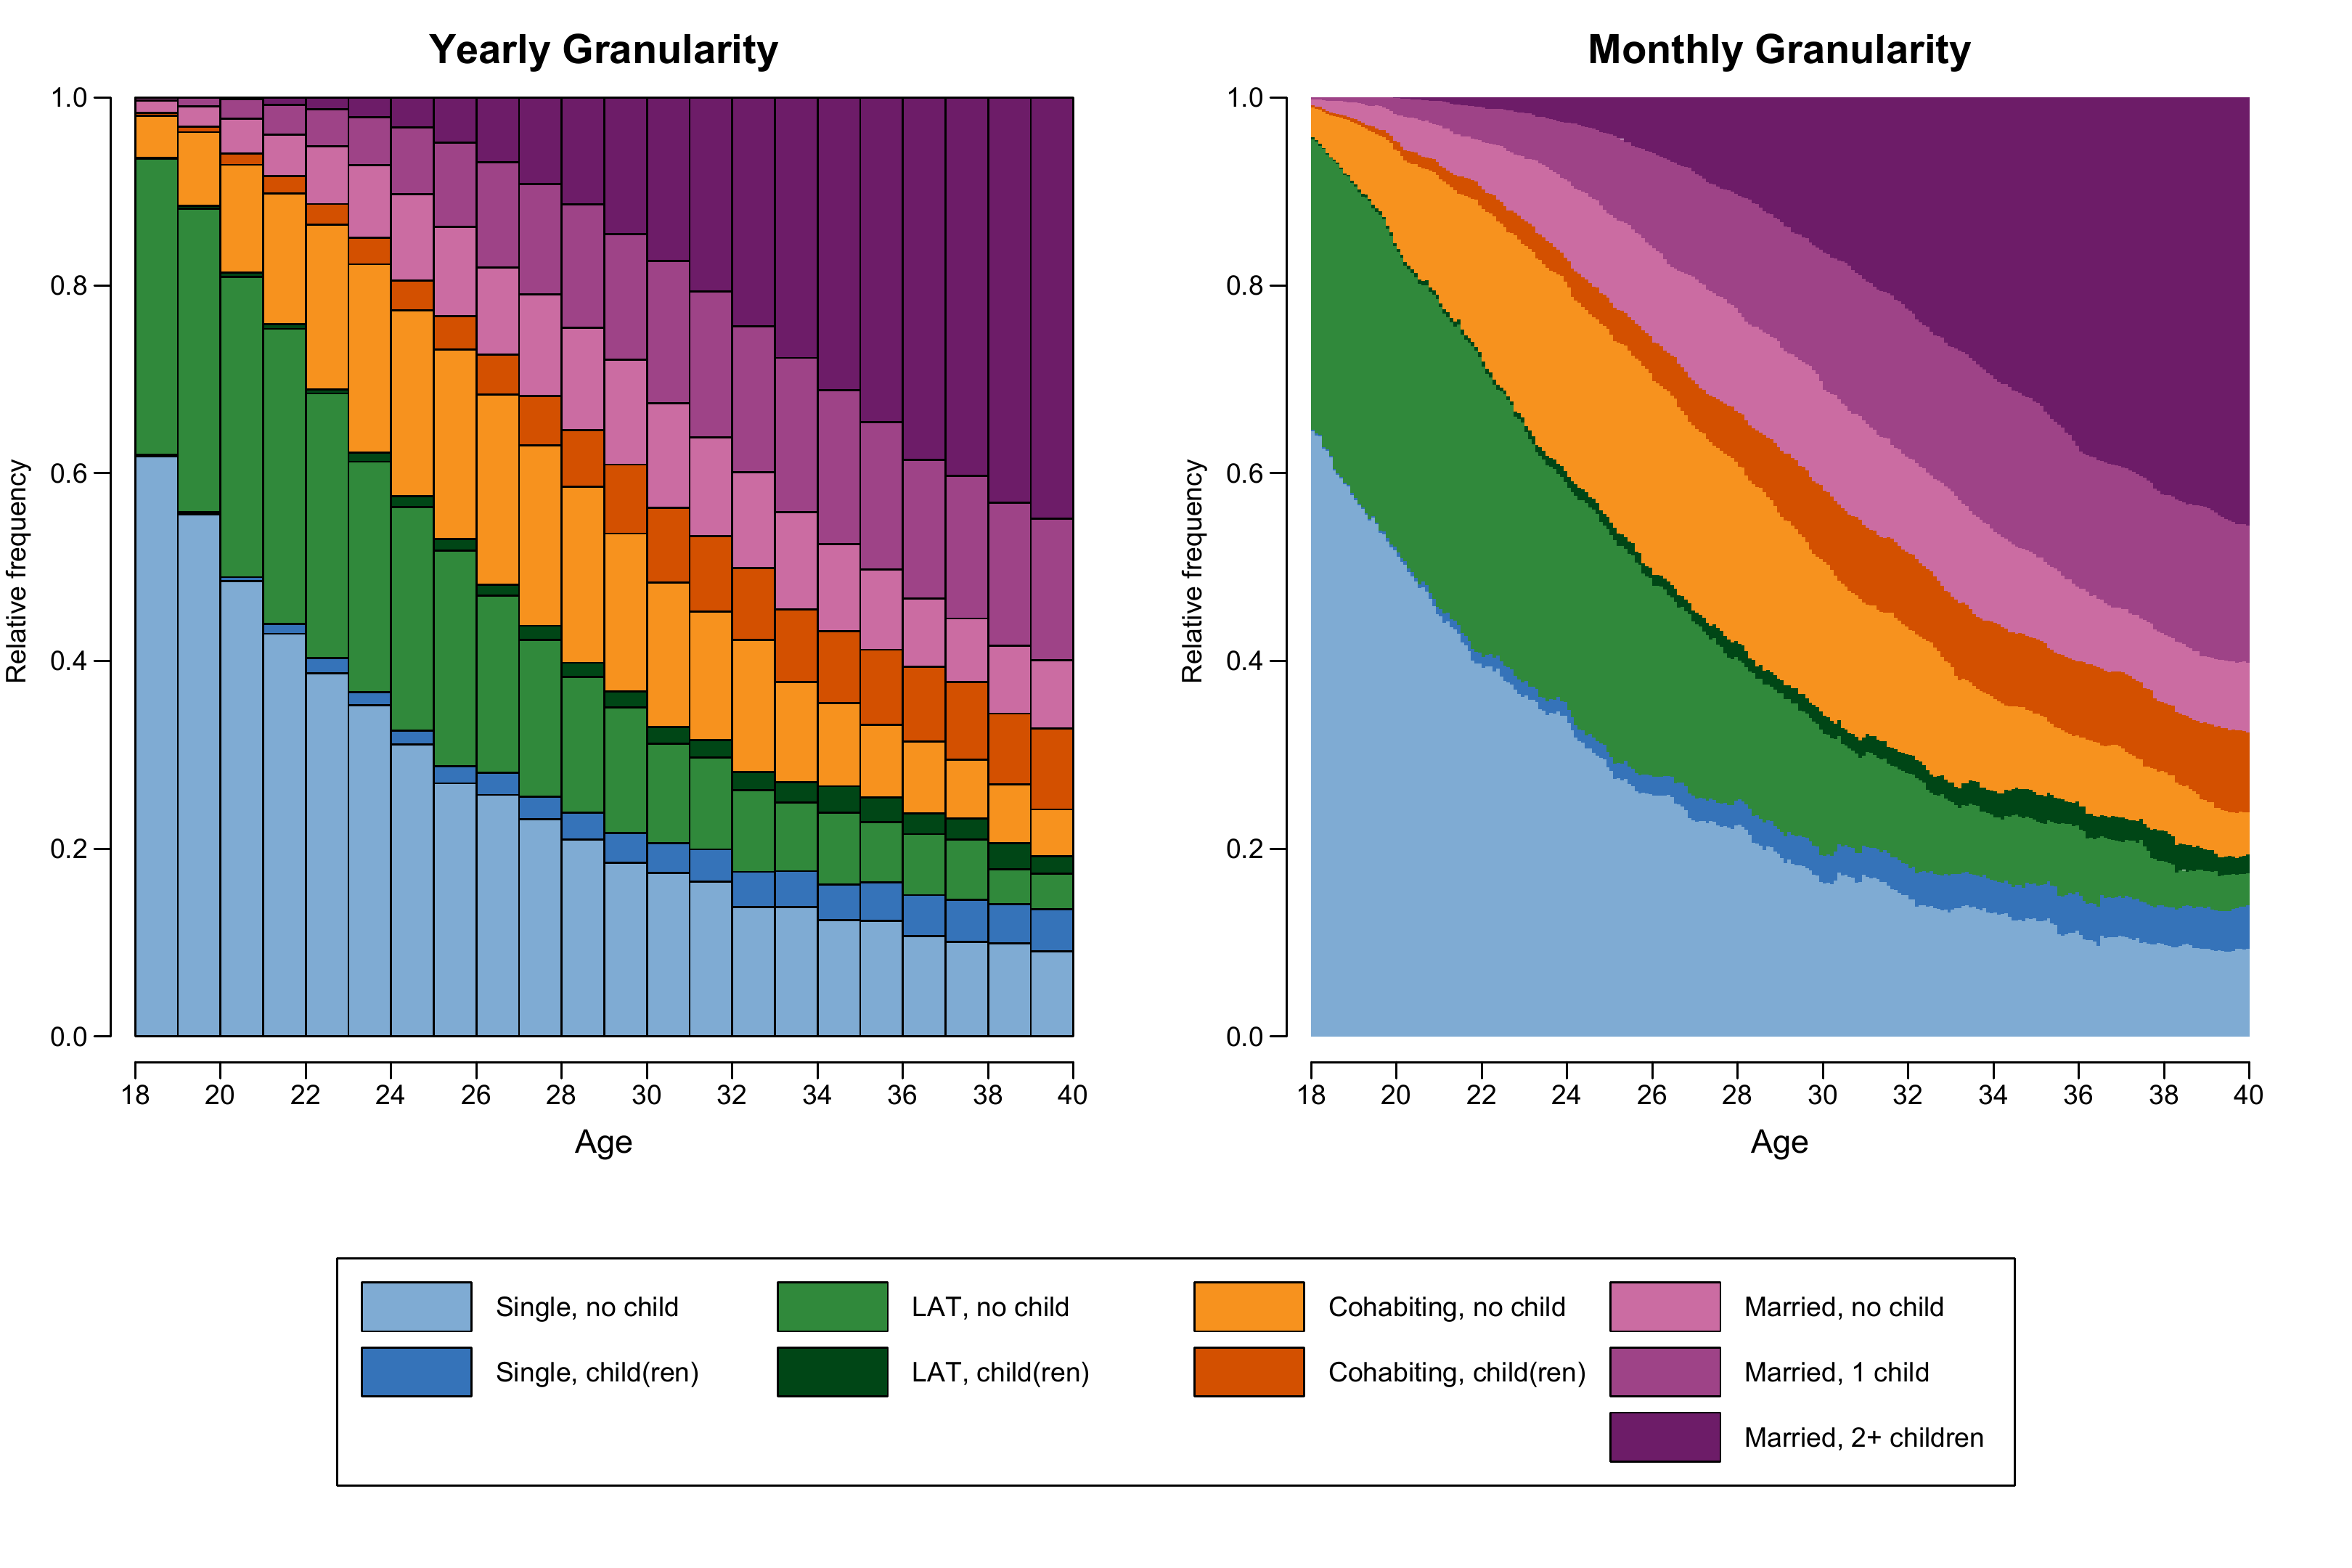 Yearly Granularity
Monthly Granularity
1.0
0.8
0.6
0.4
0.2
0.0
Relative frequency
18 20 22 24 26 28 30 32 34 36 38 40
Age
1.0
0.8
0.6
0.4
0.2
0.0
Relative frequency
18 20 22 24 26 28 30 32 34 36 38 40
Age
Single, no child
LAT, no child
Cohabiting, no child
Married, no child
Single, child(ren)
LAT, child(ren)
Cohabiting, child(ren)
Married, 1 child
Married, 2+ children